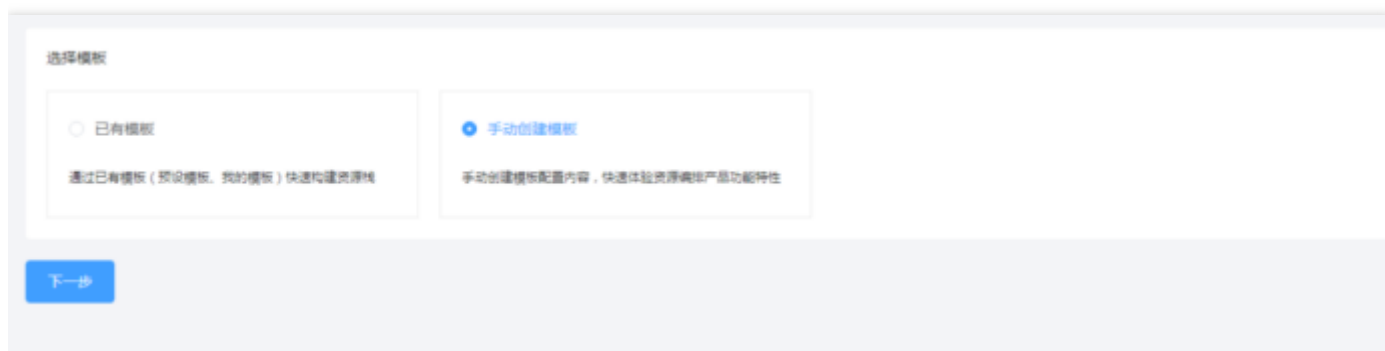 选择模板
已有模板
手动创建模板
通过已有模板（预设模板、我的模板）快速构建资源栈
手动创建模板配置内容，快速体验资源编排产品功能特性
下一步